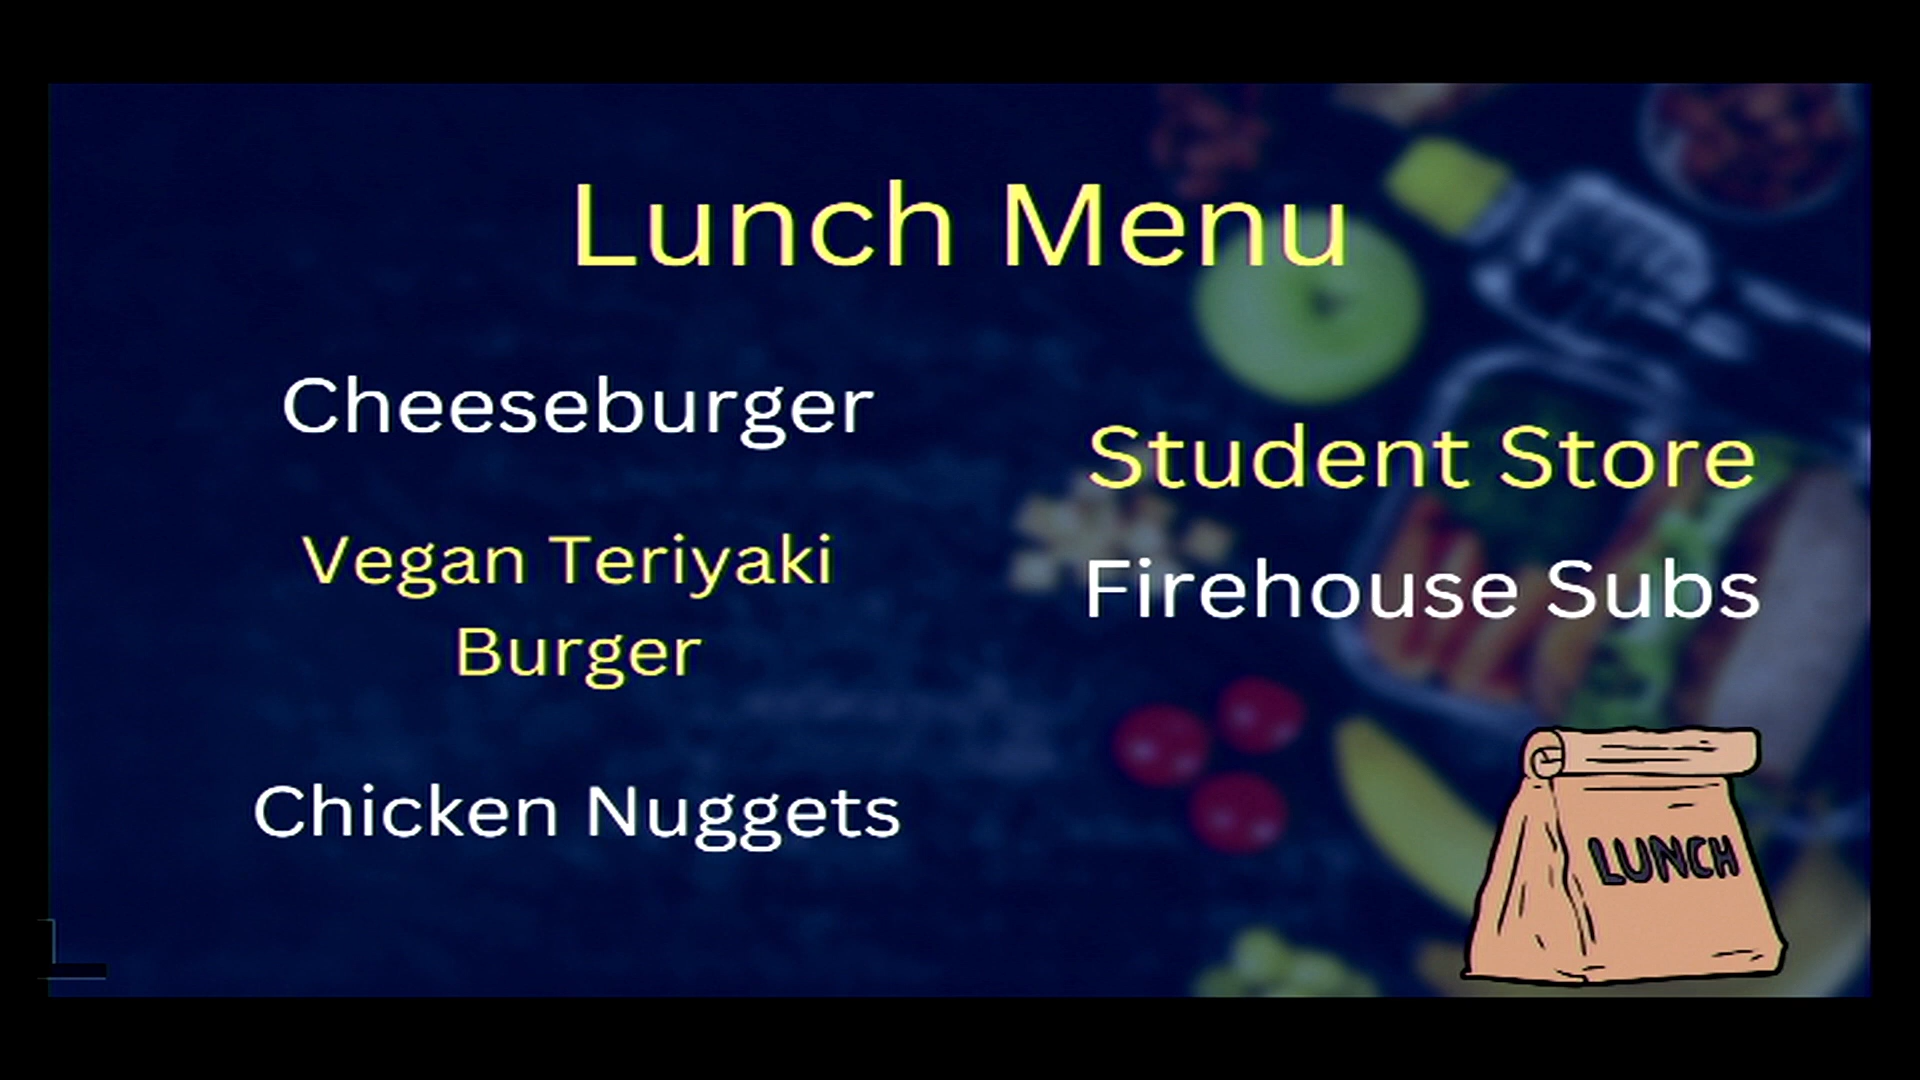 Lunch Menu
Cheeseburger
Vegan Teriyaki
Burger
Chicken Nuggets
Student Store
Firehouse Subs
LUNCH